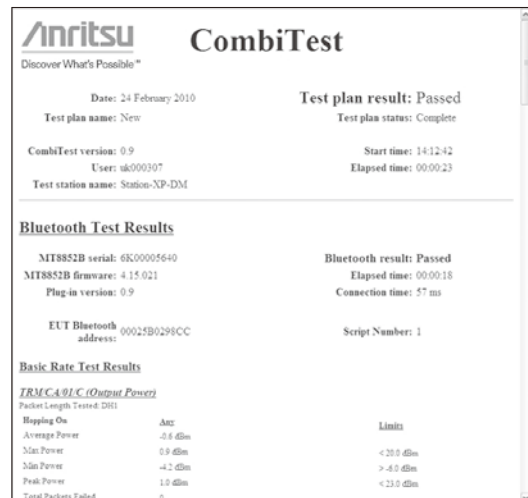 Anritsu
CombiTest
Discover What's Possible™
Date: 24 February 2010
Test plan result: Passed
Test plan name: New
Test plan status: Complete
CombiTest version: 0.9
Start time: 14:12:42
User: uk000307
Elapsed time: 00:00:23
Test station name: Station-XP-DM
Bluetooth Test Results
MT8852B serial: 6K00005640
Bluetooth result: Passed
MT8852B firmware: 4.15.021
Elapsed time: 00:00:18
Plug-in version: 0.9
Connection time: 57 ms
EUT Bluetooth address: 00025B0298CC
Script Number: 1
Basic Rate Test Results
TRM/CA/01/C (Output Power)
Packet Length Tested: DH1
Hopping On Any Limits
Average Power -0.6 dBm
Max Power 0.9 dBm < 20.0 dBm
Min Power -4.2 dBm > -6.0 dBm
Peak Power 1.0 dBm < 23.0 dBm
Total Packets Failed 0